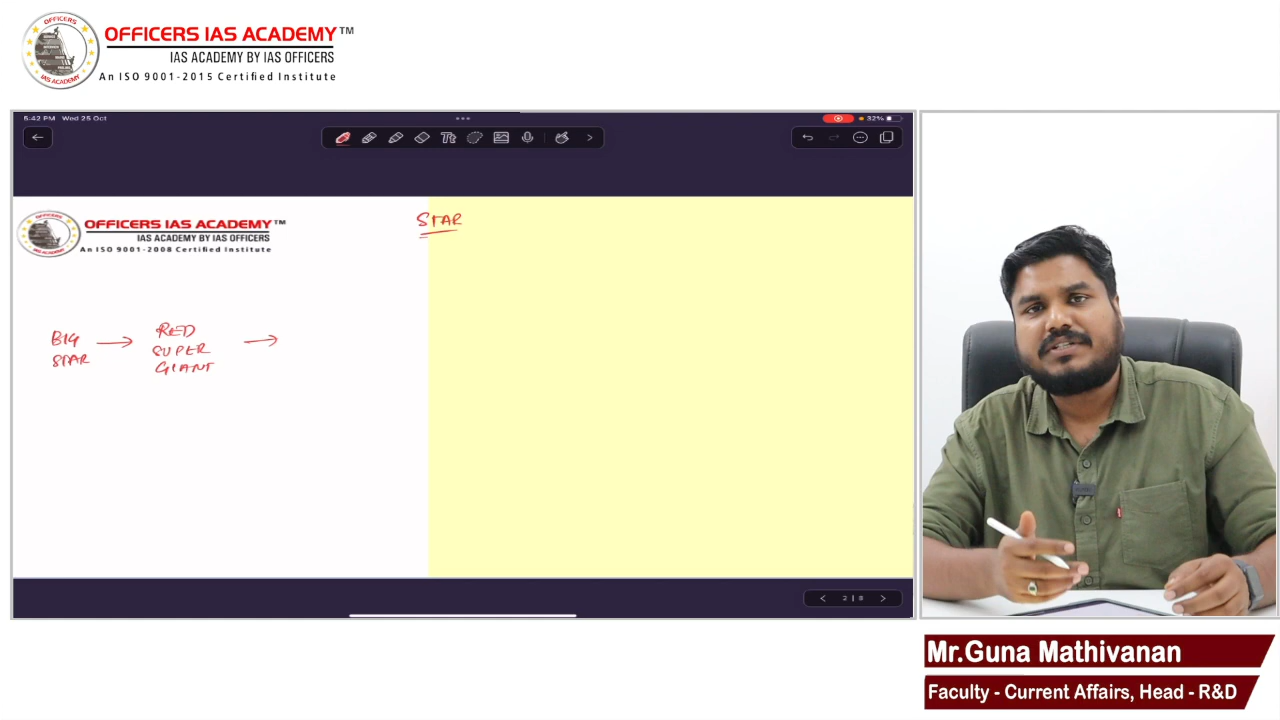 OFFICERS IAS ACADEMY™
IAS ACADEMY BY IAS OFFICERS
An ISO 9001-2015 Certified Institute
5:42 PM Wed 25 Oct
32%
STAR
OFFICERS IAS ACADEMY™
IAS ACADEMY BY IAS OFFICERS
An ISO 9001-2008 Certified Institute
BIG
STAR
RED
SUPER
GIANT
2 | 8
Mr.Guna Mathivanan
Faculty - Current Affairs, Head - R&D